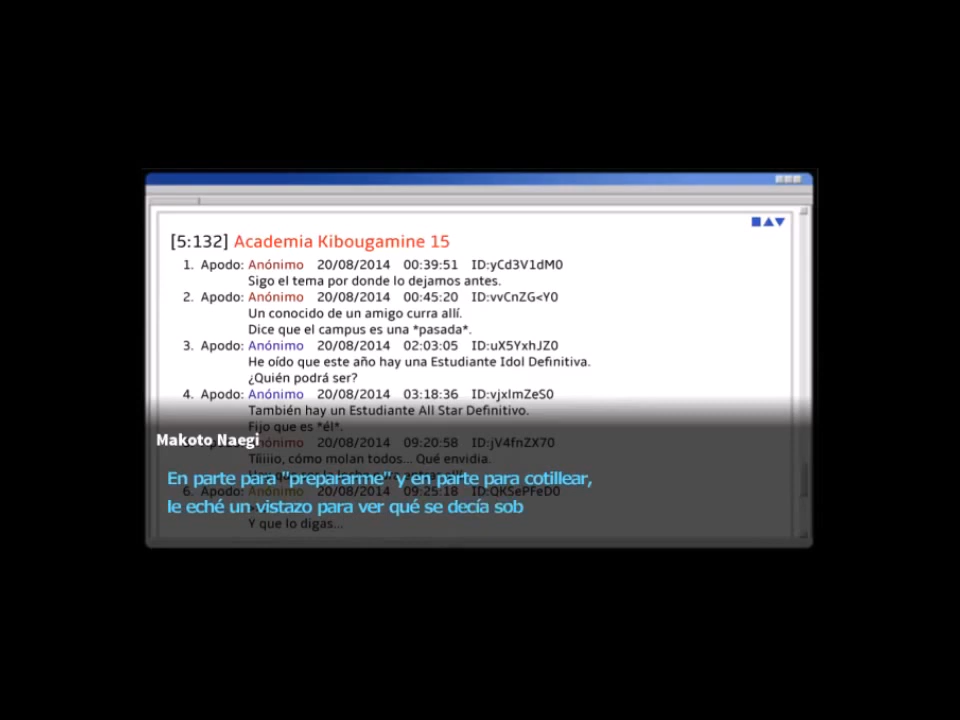 [5:132] Academia Kibougamine 15
1. Apodo: Anónimo 20/08/2014 00:39:51 ID:yCd3V1dM0
Sigo el tema por donde lo dejamos antes.
2. Apodo: Anónimo 20/08/2014 00:45:20 ID:vvCnZG<Y0
Un conocido de un amigo curra allí.
Dice que el campus es una *pasada*.
3. Apodo: Anónimo 20/08/2014 02:03:05 ID:uX5YxhJZ0
He oído que este año hay una Estudiante Idol Definitiva.
¿Quién podrá ser?
4. Apodo: Anónimo 20/08/2014 03:18:36 ID:vjxlmZeS0
También hay un Estudiante All Star Definitivo.
Fijo que es *él*.
Makoto Naegi
20/08/2014 09:20:58 ID:jV4fnZX70
Tíiiiio, cómo molan todos... Qué envidia.
En parte para "prepararme" y en parte para cotillear,
6. Apodo: Anónimo 20/08/2014 09:25:18 ID:QKSePFeD0
le eché un vistazo para ver qué se decía sob
Y que lo digas...